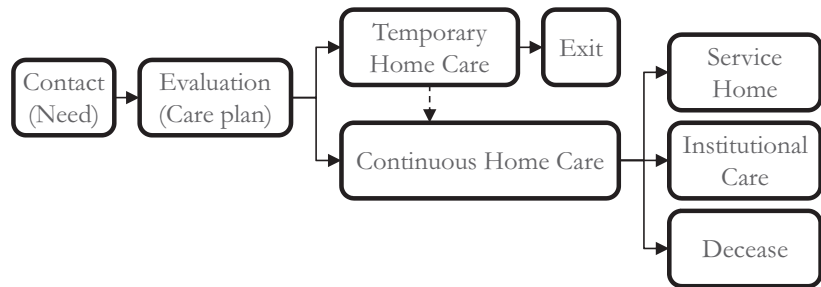 Contact
(Need)
Evaluation
(Care plan)
Temporary
Home Care
Exit
Continuous Home Care
Service
Home
Institutional
Care
Decease